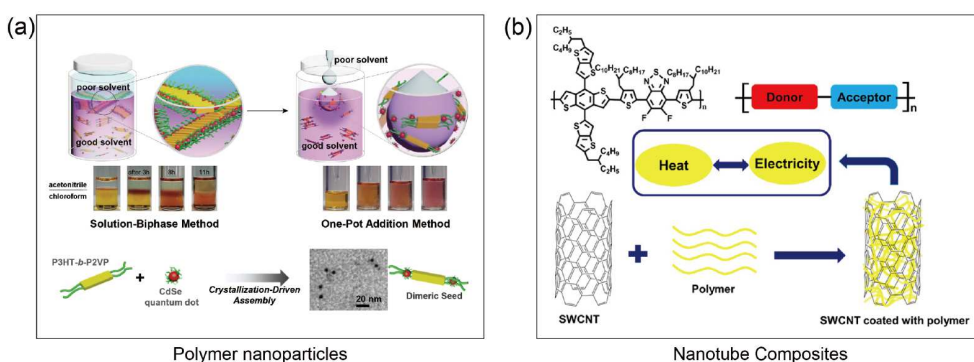 (a)
poor solvent
good solvent
poor solvent
good solvent
acetonitrile
chloroform
after 3h
8h
11h
Solution-Biphase Method
One-Pot Addition Method
P3HT-b-P2VP
+
CdSe
quantum dot
Crystallization-Driven
Assembly
20 nm
Dimeric Seed
Polymer nanoparticles
(b)
C2H5
C4H9
C10H21
C8H17
C8H17
C10H21
S
N
S
N
S
S
S
S
S
S
F
F
n
C4H9
C2H5
Donor
Acceptor
n
Heat
Electricity
+
SWCNT
Polymer
SWCNT coated with polymer
Nanotube Composites